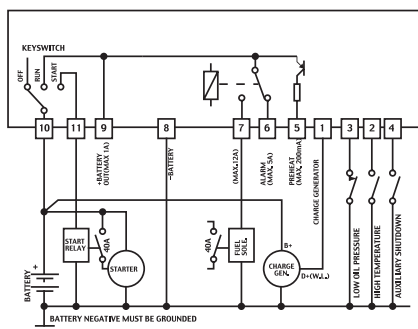 KEYSWITCH
OFF
RUN
START
10
11
9
8
7
6
5
1
3
2
4
+BATTERY
OUT(MAX 1A)
–BATTERY
(MAX.12A)
ALARM
(MAX. 5A)
PREHEAT
(MAX. 200mA)
CHARGE GENERATOR
START
RELAY
40A
STARTER
40A
FUEL
SOLE.
B+
CHARGE
GEN.
D+(W.L.)
LOW OIL PRESSURE
HIGH TEMPERATURE
AUXILIARY SHUTDOWN
BATTERY
+
BATTERY NEGATIVE MUST BE GROUNDED